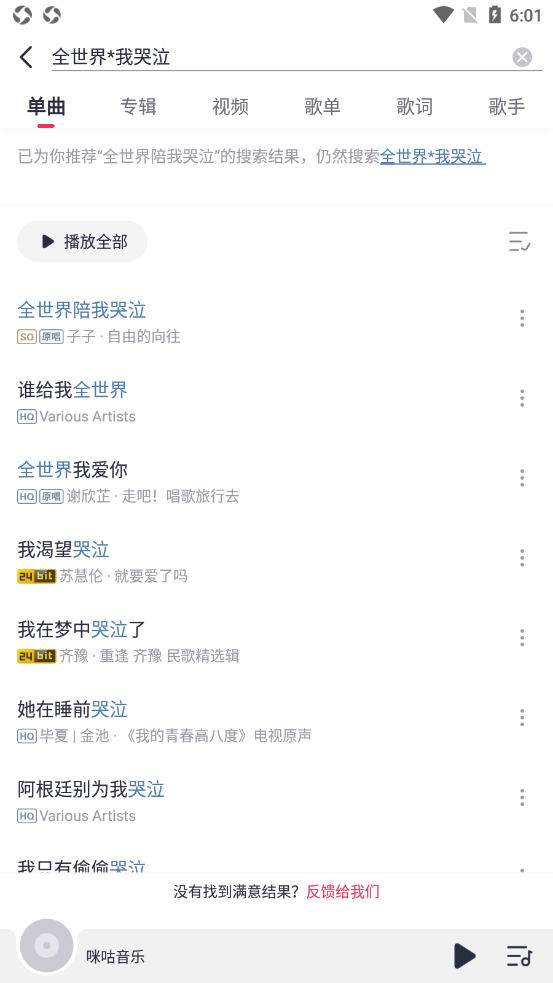 6:01
全世界*我哭泣
单曲 专辑 视频 歌单 歌词 歌手
已为你推荐“全世界陪我哭泣”的搜索结果，仍然搜索全世界*我哭泣
播放全部
全世界陪我哭泣
SQ 原唱 子子 · 自由的向往
谁给我全世界
HQ Various Artists
全世界我爱你
HQ 原唱 谢欣芷 · 走吧！唱歌旅行去
我渴望哭泣
24bit 苏慧伦 · 就要爱了吗
我在梦中哭泣了
24bit 齐豫 · 重逢 齐豫 民歌精选辑
她在睡前哭泣
HQ 毕夏 | 金池 · 《我的青春高八度》电视原声
阿根廷别为我哭泣
HQ Various Artists
我只有偷偷哭泣
没有找到满意结果？反馈给我们
咪咕音乐